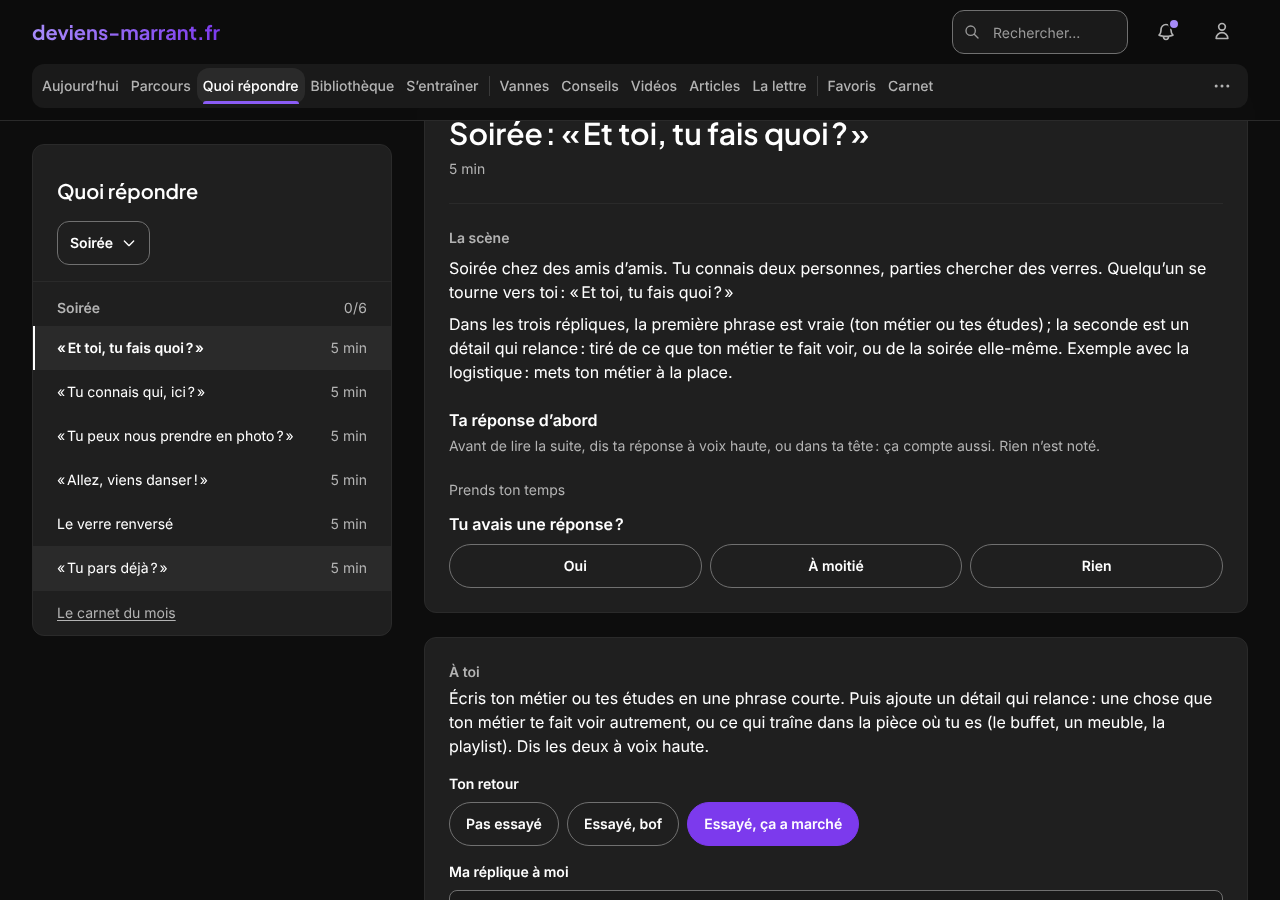 deviens-marrant.fr
Rechercher...
Aujourd’hui Parcours Quoi répondre Bibliothèque S’entraîner Vannes Conseils Vidéos Articles La lettre Favoris Carnet
Quoi répondre
Soirée
Soirée 0/6
« Et toi, tu fais quoi ? » 5 min
« Tu connais qui, ici ? » 5 min
« Tu peux nous prendre en photo ? » 5 min
« Allez, viens danser ! » 5 min
Le verre renversé 5 min
« Tu pars déjà ? » 5 min
Le carnet du mois
Soirée : « Et toi, tu fais quoi ? »
5 min
La scène
Soirée chez des amis d’amis. Tu connais deux personnes, parties chercher des verres. Quelqu’un se
tourne vers toi : « Et toi, tu fais quoi ? »
Dans les trois répliques, la première phrase est vraie (ton métier ou tes études) ; la seconde est un
détail qui relance : tiré de ce que ton métier te fait voir, ou de la soirée elle-même. Exemple avec la
logistique : mets ton métier à la place.
Ta réponse d’abord
Avant de lire la suite, dis ta réponse à voix haute, ou dans ta tête : ça compte aussi. Rien n’est noté.
Prends ton temps
Tu avais une réponse ?
Oui À moitié Rien
À toi
Écris ton métier ou tes études en une phrase courte. Puis ajoute un détail qui relance : une chose que
ton métier te fait voir autrement, ou ce qui traîne dans la pièce où tu es (le buffet, un meuble, la
playlist). Dis les deux à voix haute.
Ton retour
Pas essayé Essayé, bof Essayé, ça a marché
Ma réplique à moi